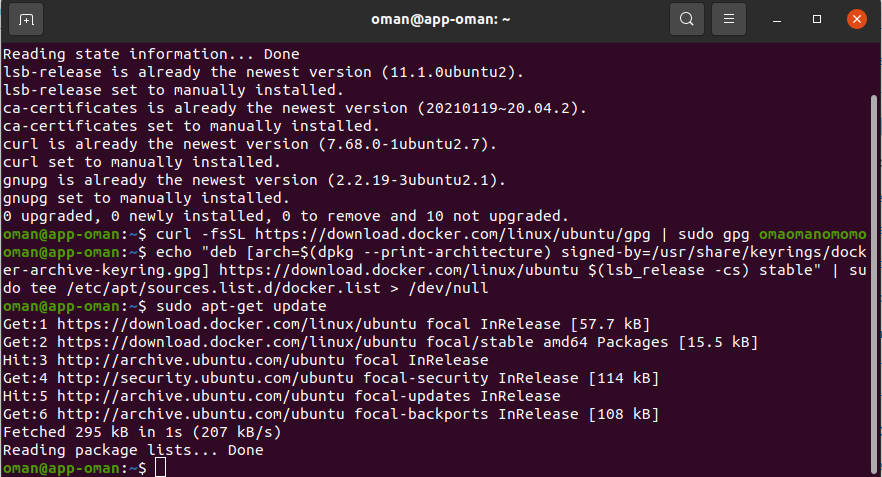 oman@app-oman: ~
Reading state information... Done
lsb-release is already the newest version (11.1.0ubuntu2).
lsb-release set to manually installed.
ca-certificates is already the newest version (20210119~20.04.2).
ca-certificates set to manually installed.
curl is already the newest version (7.68.0-1ubuntu2.7).
curl set to manually installed.
gnupg is already the newest version (2.2.19-3ubuntu2.1).
gnupg set to manually installed.
0 upgraded, 0 newly installed, 0 to remove and 10 not upgraded.
oman@app-oman:~$ curl -fsSL https://download.docker.com/linux/ubuntu/gpg | sudo gpg omaomanomomo
oman@app-oman:~$ echo "deb [arch=$(dpkg --print-architecture) signed-by=/usr/share/keyrings/dock
er-archive-keyring.gpg] https://download.docker.com/linux/ubuntu $(lsb_release -cs) stable" | su
do tee /etc/apt/sources.list.d/docker.list > /dev/null
oman@app-oman:~$ sudo apt-get update
Get:1 https://download.docker.com/linux/ubuntu focal InRelease [57.7 kB]
Get:2 https://download.docker.com/linux/ubuntu focal/stable amd64 Packages [15.5 kB]
Hit:3 http://archive.ubuntu.com/ubuntu focal InRelease
Get:4 http://security.ubuntu.com/ubuntu focal-security InRelease [114 kB]
Hit:5 http://archive.ubuntu.com/ubuntu focal-updates InRelease
Get:6 http://archive.ubuntu.com/ubuntu focal-backports InRelease [108 kB]
Fetched 295 kB in 1s (207 kB/s)
Reading package lists... Done
oman@app-oman:~$